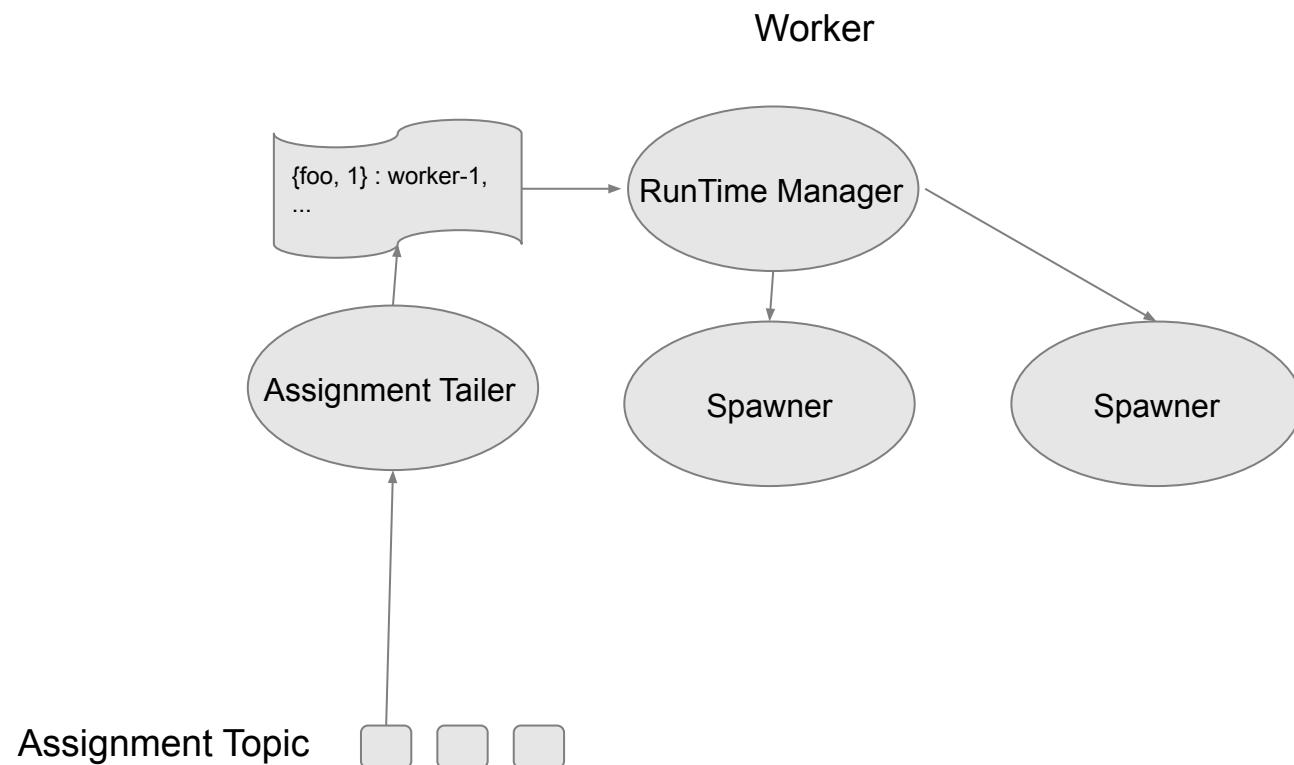 Worker
{foo, 1} : worker-1,
...
RunTime Manager
Assignment Tailer
Spawner
Spawner
Assignment Topic